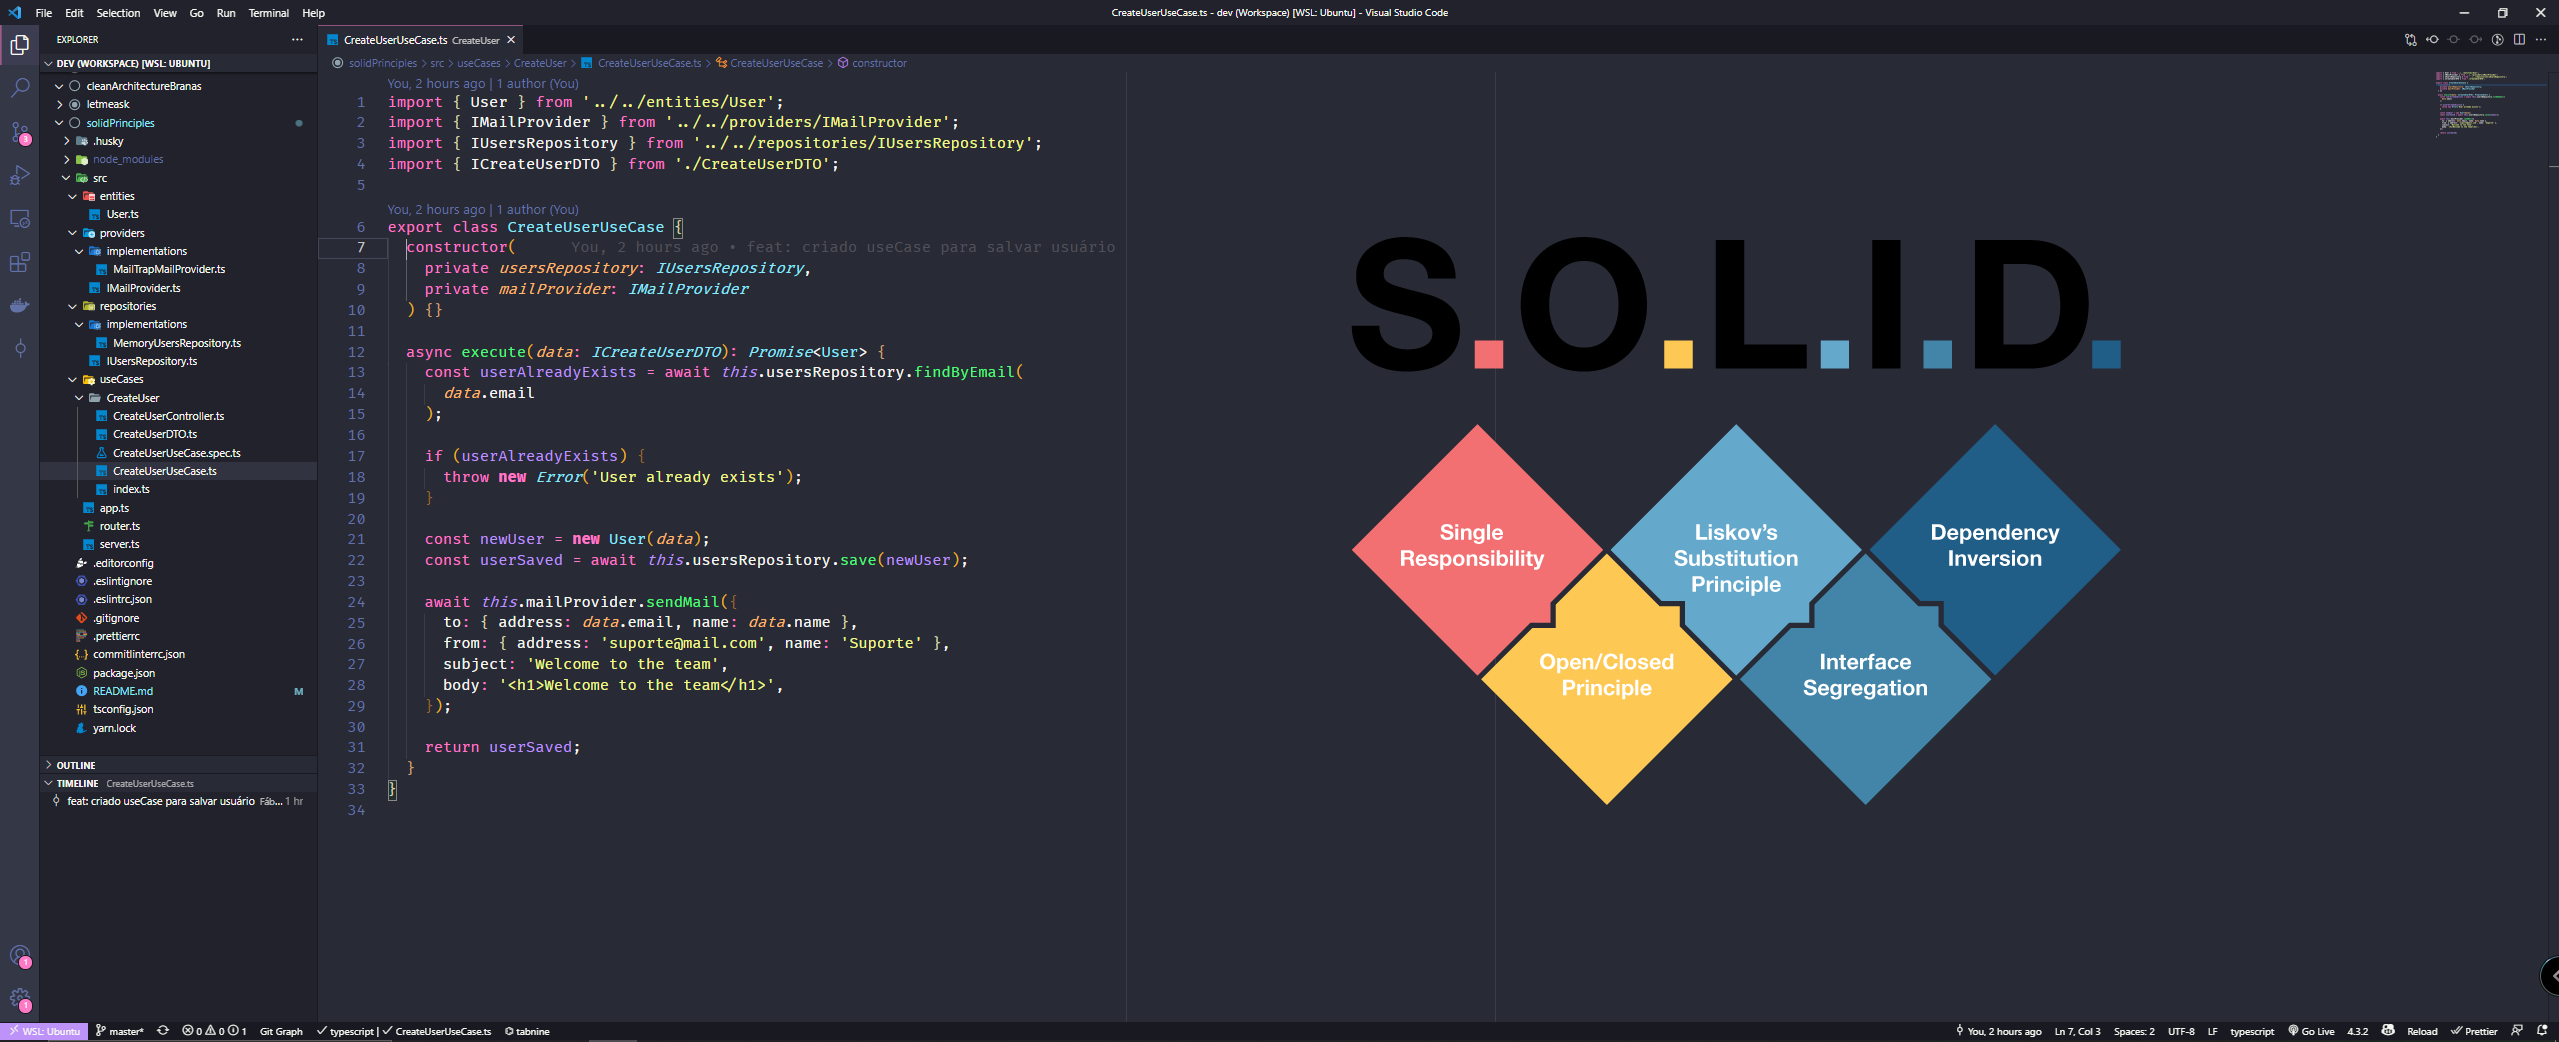 File Edit Selection View Go Run Terminal Help
CreateUserUseCase.ts - dev (Workspace) [WSL: Ubuntu] - Visual Studio Code
EXPLORER
DEV (WORKSPACE) [WSL: UBUNTU]
cleanArchitectureBranas
letmeask
solidPrinciples
.husky
node_modules
src
entities
User.ts
providers
implementations
MailTrapMailProvider.ts
IMailProvider.ts
repositories
implementations
MemoryUsersRepository.ts
IUsersRepository.ts
useCases
CreateUser
CreateUserController.ts
CreateUserDTO.ts
CreateUserUseCase.spec.ts
CreateUserUseCase.ts
index.ts
app.ts
router.ts
server.ts
.editorconfig
.eslintignore
.eslintrc.json
.gitignore
.prettierrc
commitlinterrc.json
package.json
README.md M
tsconfig.json
yarn.lock
OUTLINE
TIMELINE CreateUserUseCase.ts
feat: criado useCase para salvar usuário Fáb... 1 hr
CreateUserUseCase.ts CreateUser
solidPrinciples > src > useCases > CreateUser > CreateUserUseCase.ts > CreateUserUseCase > constructor
You, 2 hours ago | 1 author (You)
1 import { User } from '../../entities/User';
2 import { IMailProvider } from '../../providers/IMailProvider';
3 import { IUsersRepository } from '../../repositories/IUsersRepository';
4 import { ICreateUserDTO } from './CreateUserDTO';
5
You, 2 hours ago | 1 author (You)
6 export class CreateUserUseCase {
7 constructor( You, 2 hours ago • feat: criado useCase para salvar usuário
8 private usersRepository: IUsersRepository,
9 private mailProvider: IMailProvider
10 ) {}
11
12 async execute(data: ICreateUserDTO): Promise<User> {
13 const userAlreadyExists = await this.usersRepository.findByEmail(
14 data.email
15 );
16
17 if (userAlreadyExists) {
18 throw new Error('User already exists');
19 }
20
21 const newUser = new User(data);
22 const userSaved = await this.usersRepository.save(newUser);
23
24 await this.mailProvider.sendMail({
25 to: { address: data.email, name: data.name },
26 from: { address: 'suporte@mail.com', name: 'Suporte' },
27 subject: 'Welcome to the team',
28 body: '<h1>Welcome to the team</h1>',
29 });
30
31 return userSaved;
32 }
33 }
34
S.O.L.I.D.
Single
Responsibility
Liskov's
Substitution
Principle
Dependency
Inversion
Open/Closed
Principle
Interface
Segregation
3
1
1
WSL: Ubuntu master* 0 0 1 Git Graph typescript | CreateUserUseCase.ts tabnine
You, 2 hours ago Ln 7, Col 3 Spaces: 2 UTF-8 LF typescript Go Live 4.3.2 Reload Prettier